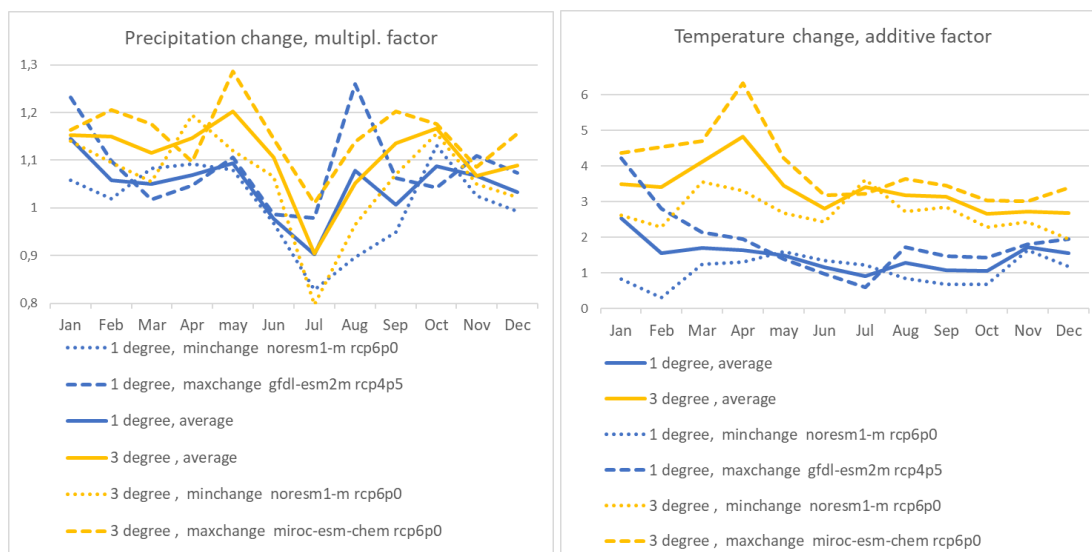 Precipitation change, multipl. factor
1,3
1,2
1,1
1
0,9
0,8
Jan Feb Mar Apr may Jun Jul Aug Sep Oct Nov Dec
1 degree, minchange noresm1-m rcp6p0
1 degree, maxchange gfdl-esm2m rcp4p5
1 degree, average
3 degree , average
3 degree , minchange noresm1-m rcp6p0
3 degree , maxchange miroc-esm-chem rcp6p0
Temperature change, additive factor
6
5
4
3
2
1
0
Jan Feb Mar Apr May Jun Jul Aug Sep Oct Nov Dec
1 degree, average
3 degree , average
1 degree, minchange noresm1-m rcp6p0
1 degree, maxchange gfdl-esm2m rcp4p5
3 degree , minchange noresm1-m rcp6p0
3 degree , maxchange miroc-esm-chem rcp6p0